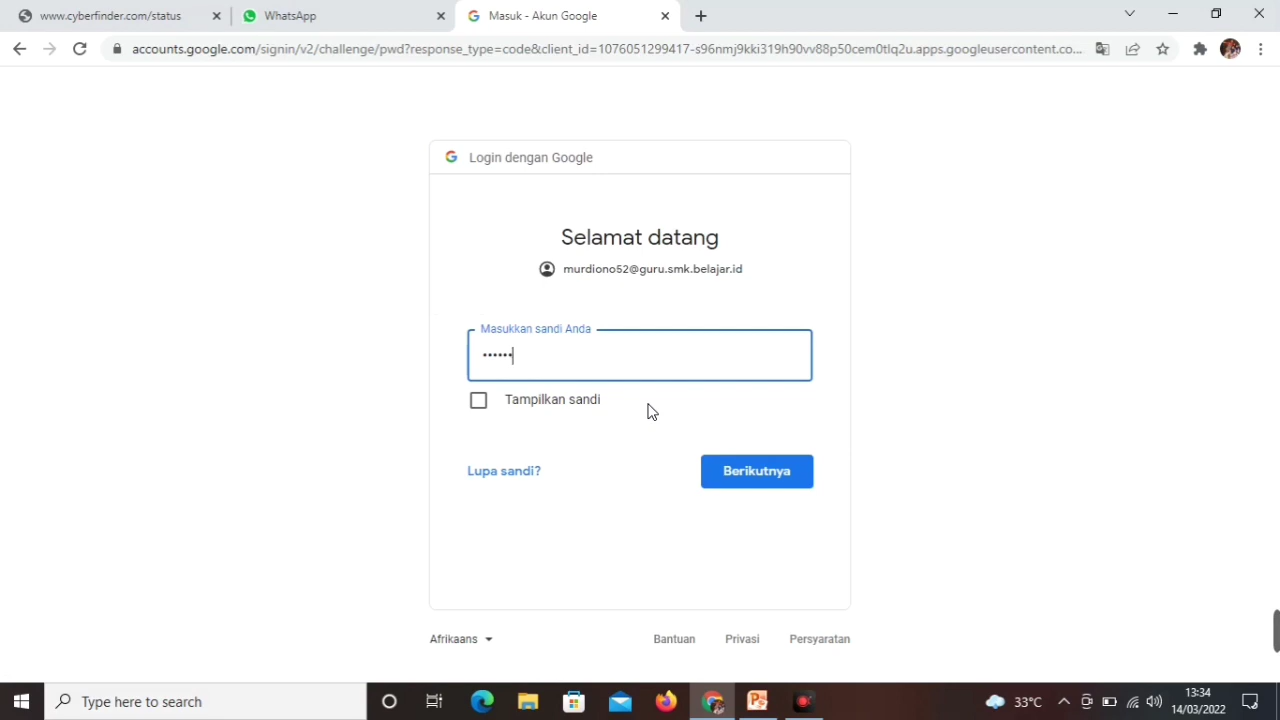 www.cyberfinder.com/status
WhatsApp
Masuk - Akun Google
accounts.google.com/signin/v2/challenge/pwd?response_type=code&client_id=1076051299417-s96nmj9kki319h90vv88p50cem0tlq2u.apps.googleusercontent.co...
Login dengan Google
Selamat datang
murdiono52@guru.smk.belajar.id
Masukkan sandi Anda
••••••
Tampilkan sandi
Lupa sandi?
Berikutnya
Afrikaans
Bantuan
Privasi
Persyaratan
Type here to search
33°C
13:34
14/03/2022